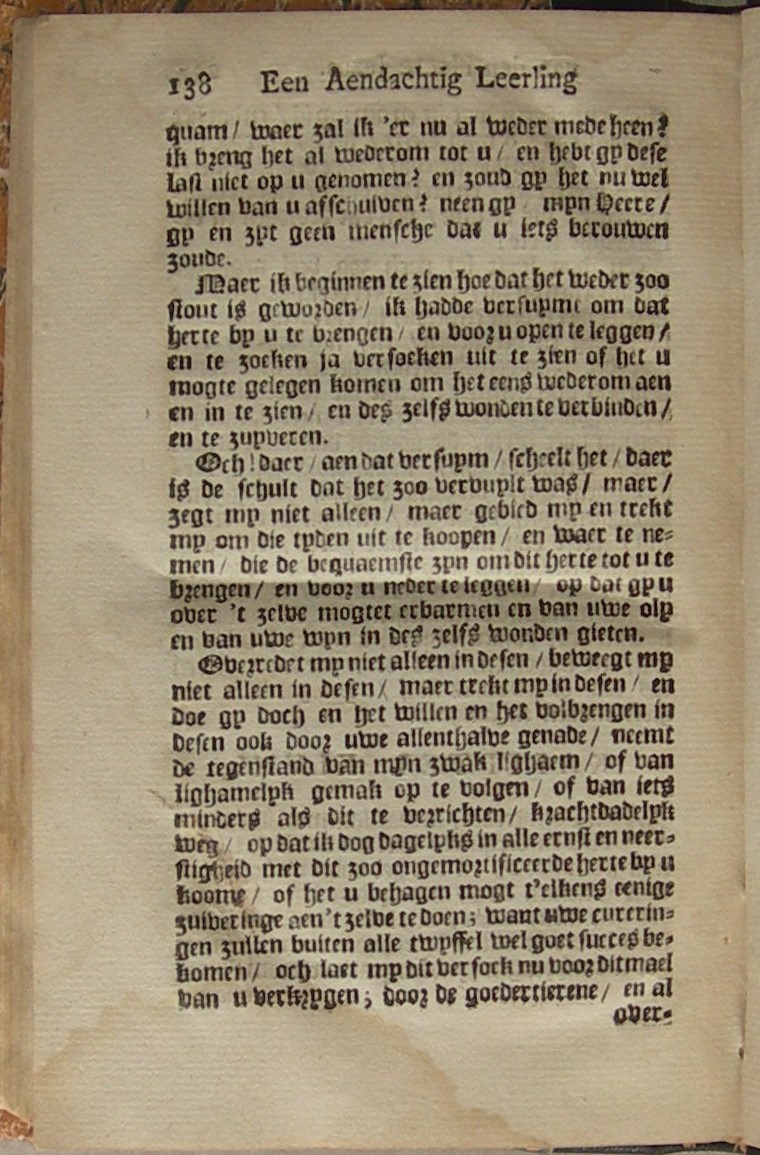 138 Een Aendachtig Leerling
quam/ waer zal ik 'er nu al weder mede heen?
ik breng het al wederom tot u/ en hebt gy dese
last niet op u genomen? en zoud gy het nu wel
willen van u afschuiven? neen gy myn Heere/
gy en zyt geen mensche dat u iets berouwen
zoude.
Maer ik beginnen te zien hoe dat het weder zoo
stout is geworden/ ik hadde versuymt om dat
herte by u te brengen/ en voor u open te leggen/
en te zoeken ja versoeken uit te zien of het u
mogte gelegen komen om het eens wederom aen
en in te zien/ en des zelfs wonden te verbinden/
en te zuyveren.
Och! daer/ aen dat versuym/ scheelt het/ daer
is de schult dat het zoo vervuylt was/ maer/
zegt my niet alleen/ maer gebied my en trekt
my om die tyden uit te koopen/ en waer te ne-
men/ die de bequaemste zyn om dit herte tot u te
brengen/ en voor u neder te leggen/ op dat gy u
over 't zelve mogtet erbarmen en van uwe oly
en van uwe wyn in des zelfs wonden gieten.
Overredet my niet alleen in desen/ beweegt my
niet alleen in desen/ maer trekt my in desen/ en
doe gy doch en het willen en het volbrengen in
desen ook door uwe allenthalve genade/ neemt
de tegenstand van myn zwak lighaem/ of van
lighamelyk gemak op te volgen/ of van iets
minders als dit te verrichten/ krachtdadelyk
weg/ op dat ik dog dagelyks in alle ernst en neer-
stigheid met dit zoo ongemortificeerde herte by u
koome/ of het u behagen mogt t'elkens eenige
zuiveringe aen 't zelve te doen; want uwe cureerin-
gen zullen buiten alle twyffel wel goet succes be-
komen/ och laet my dit versoek nu voor ditmael
van u verkrygen; door de goedertierene/ en al
over-